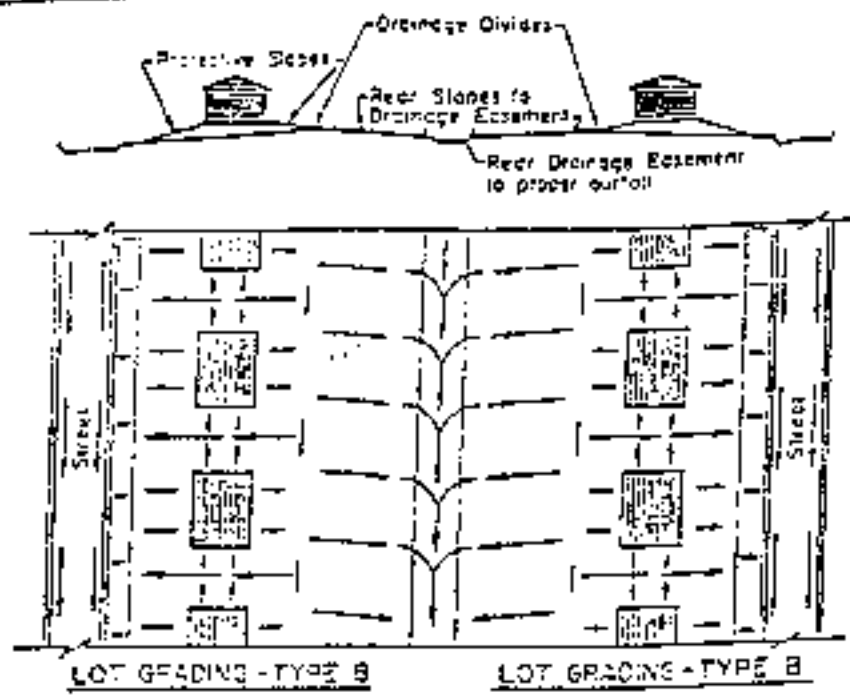 Drainage Divides
Protective Slopes
Rear Slopes to
Drainage Easement
Rear Drainage Easement
to proper outfall
Street
Street
LOT GRADING - TYPE B
LOT GRADING - TYPE B